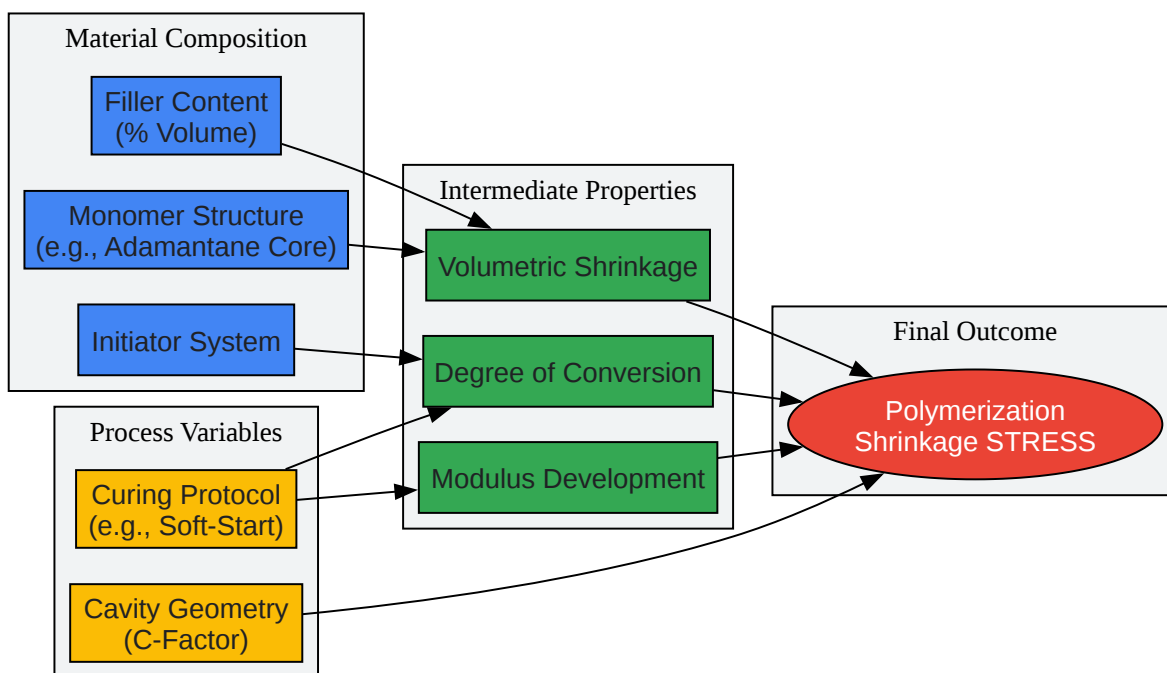 Material Composition
Filler Content
(% Volume)
Monomer Structure
(e.g., Adamantane Core)
Initiator System
Process Variables
Curing Protocol
(e.g., Soft-Start)
Cavity Geometry
(C-Factor)
Intermediate Properties
Volumetric Shrinkage
Degree of Conversion
Modulus Development
Final Outcome
Polymerization
Shrinkage STRESS